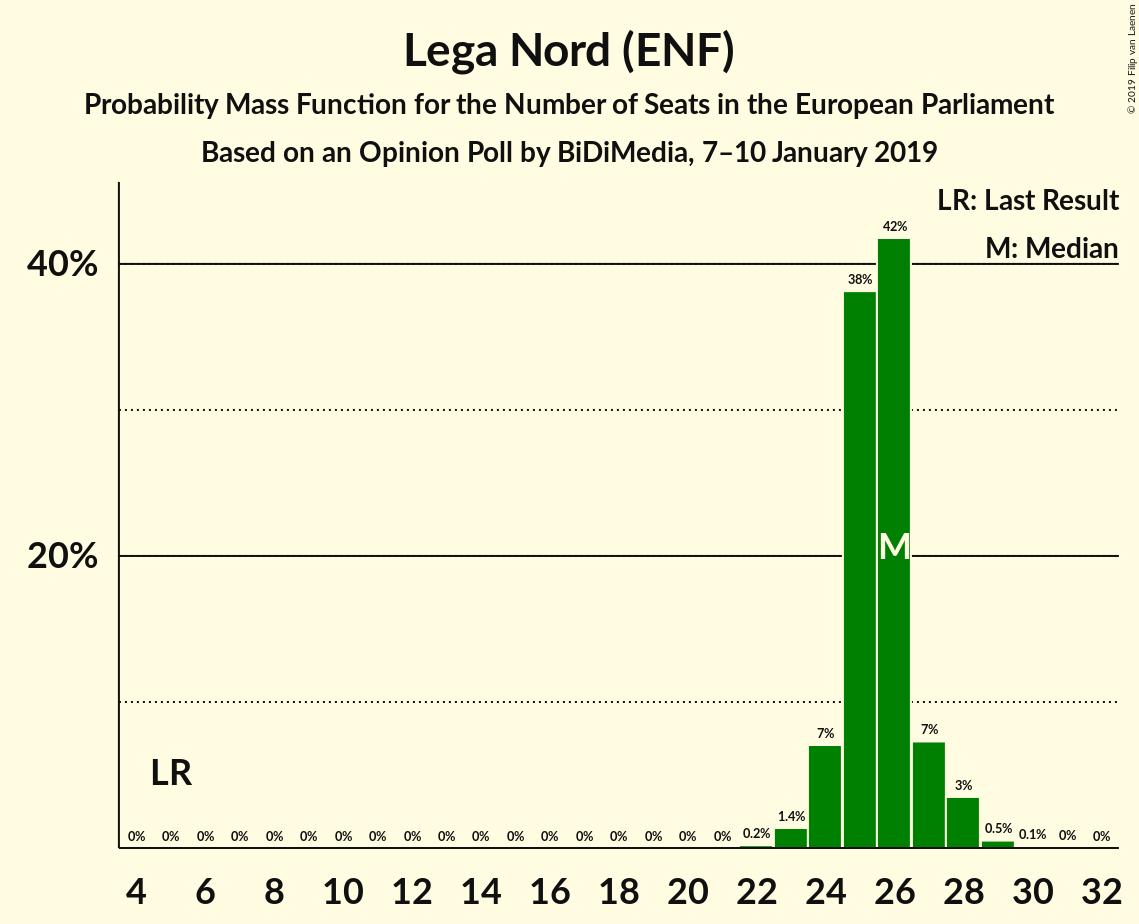 Lega Nord (ENF)
Probability Mass Function for the Number of Seats in the European Parliament
Based on an Opinion Poll by BiDiMedia, 7–10 January 2019
© 2019 Filip van Laenen
LR: Last Result
M: Median
40%
20%
42%
38%
M
7%
7%
3%
LR
0% 0% 0% 0% 0% 0% 0% 0% 0% 0% 0% 0% 0% 0% 0% 0% 0% 0% 0.2% 1.4% 0.5% 0.1% 0% 0%
4 6 8 10 12 14 16 18 20 22 24 26 28 30 32